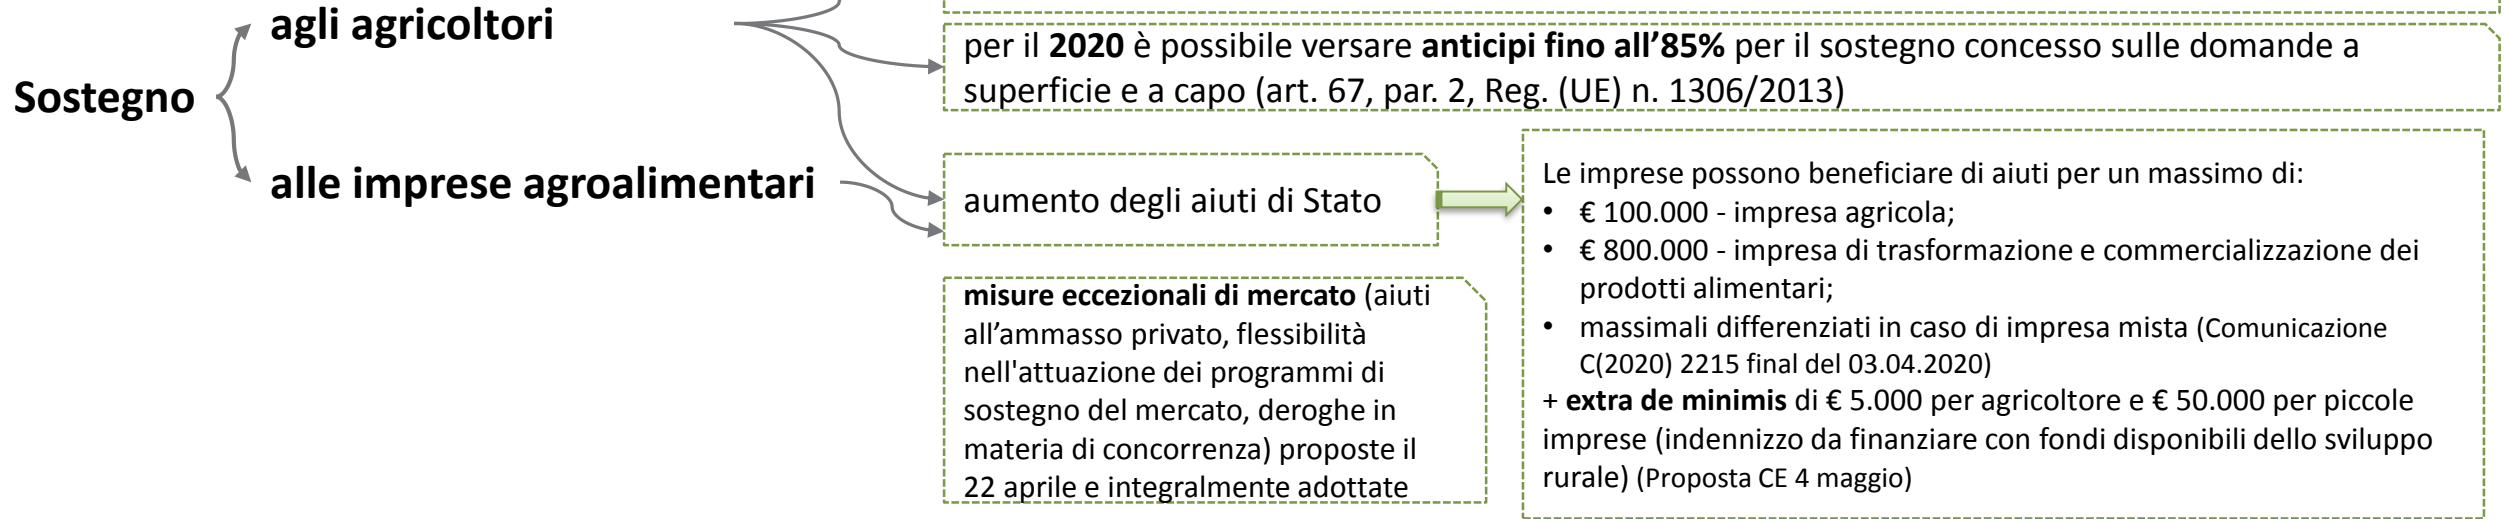 Sostegno
agli agricoltori
alle imprese agroalimentari
per il 2020 è possibile versare anticipi fino all’85% per il sostegno concesso sulle domande a
superficie e a capo (art. 67, par. 2, Reg. (UE) n. 1306/2013)
aumento degli aiuti di Stato
misure eccezionali di mercato (aiuti
all’ammasso privato, flessibilità
nell'attuazione dei programmi di
sostegno del mercato, deroghe in
materia di concorrenza) proposte il
22 aprile e integralmente adottate
Le imprese possono beneficiare di aiuti per un massimo di:
• € 100.000 - impresa agricola;
• € 800.000 - impresa di trasformazione e commercializzazione dei
prodotti alimentari;
• massimali differenziati in caso di impresa mista (Comunicazione
C(2020) 2215 final del 03.04.2020)
+ extra de minimis di € 5.000 per agricoltore e € 50.000 per piccole
imprese (indennizzo da finanziare con fondi disponibili dello sviluppo
rurale) (Proposta CE 4 maggio)